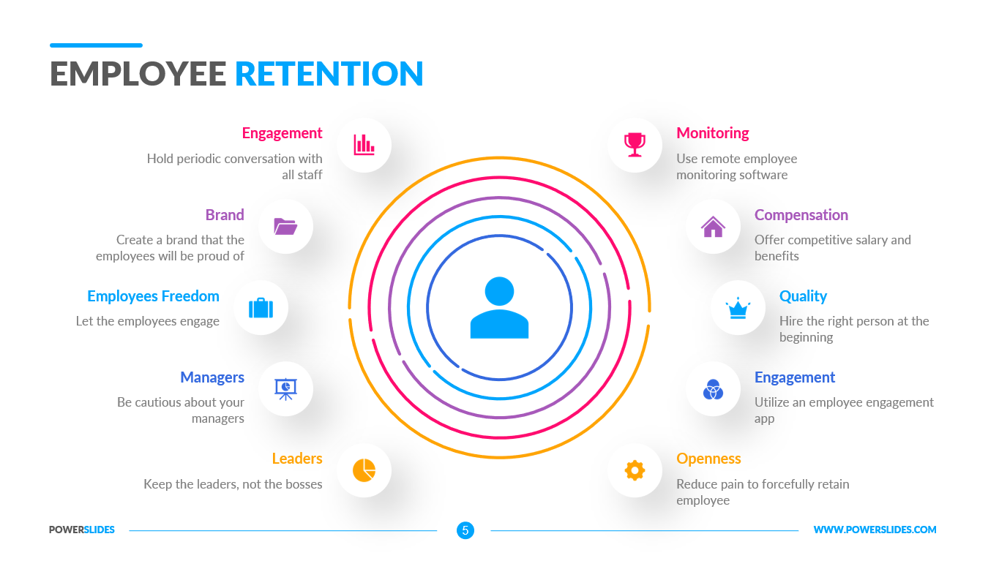 EMPLOYEE RETENTION
Engagement
Hold periodic conversation with
all staff
Brand
Create a brand that the
employees will be proud of
Employees Freedom
Let the employees engage
Managers
Be cautious about your
managers
Leaders
Keep the leaders, not the bosses
Monitoring
Use remote employee
monitoring software
Compensation
Offer competitive salary and
benefits
Quality
Hire the right person at the
beginning
Engagement
Utilize an employee engagement
app
Openness
Reduce pain to forcefully retain
employee
POWERSLIDES
5
WWW.POWERSLIDES.COM